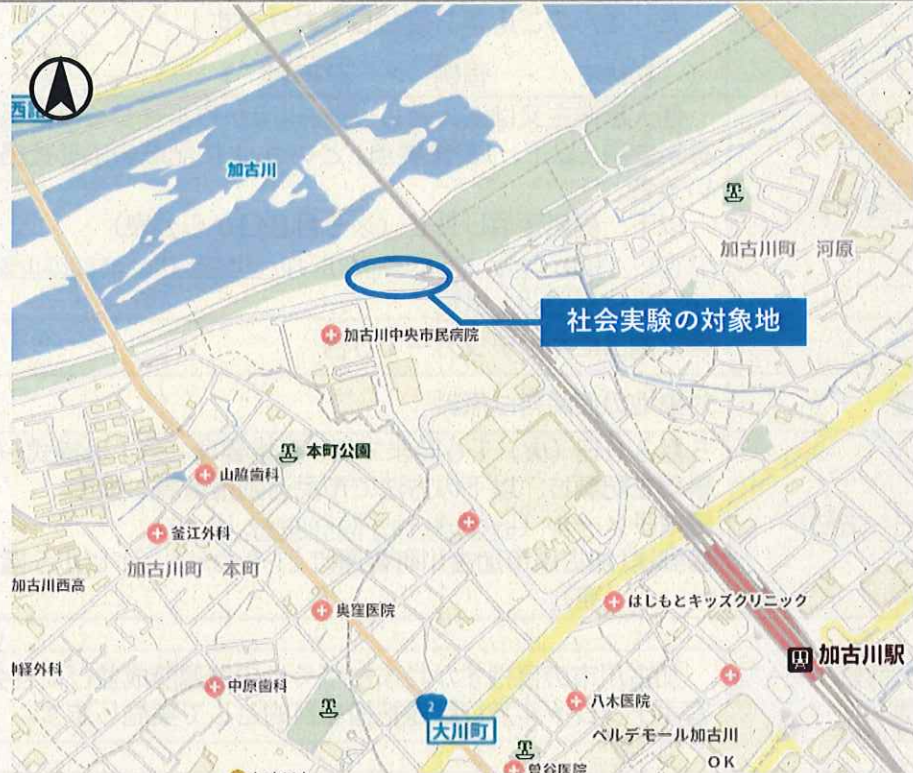 加古川
加古川町 河原
社会実験の対象地
加古川中央市民病院
本町公園
山脇歯科
釜江外科
加古川町 本町
加古川西高
奥窪医院
はしもとキッズクリニック
加古川駅
経外科
中原歯科
八木医院
2
大川町
ベルデモール加古川
OK